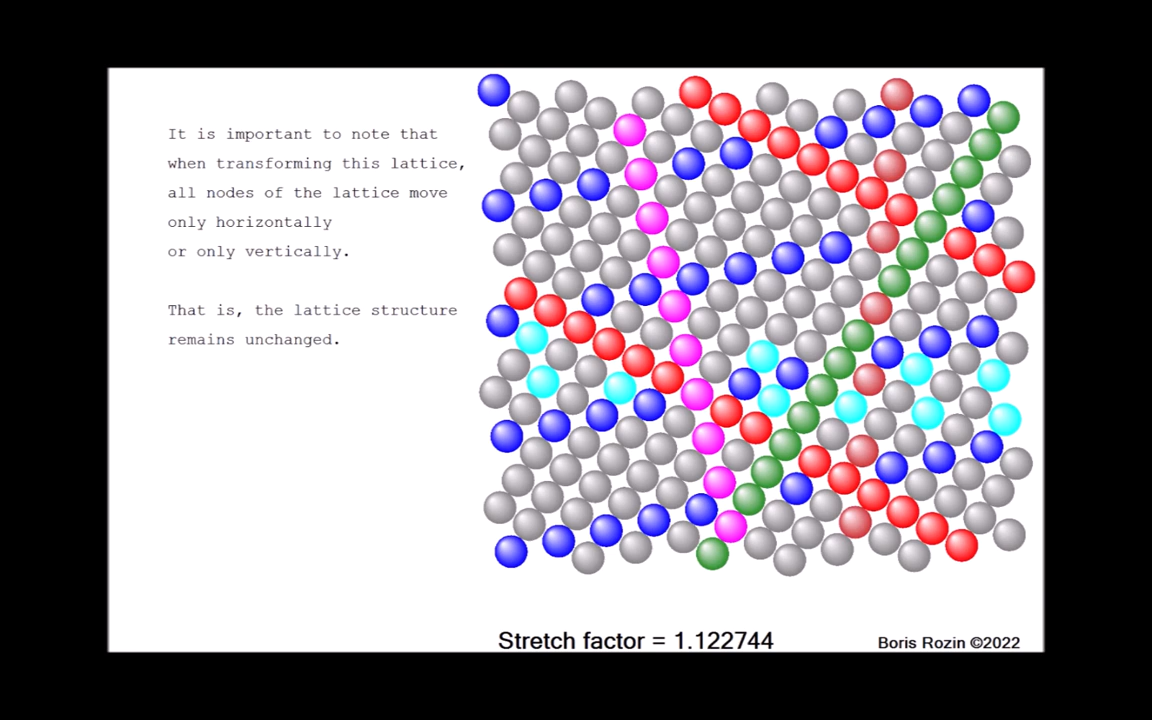 It is important to note that
when transforming this lattice,
all nodes of the lattice move
only horizontally
or only vertically.
That is, the lattice structure
remains unchanged.
Stretch factor = 1.122744
Boris Rozin ©2022